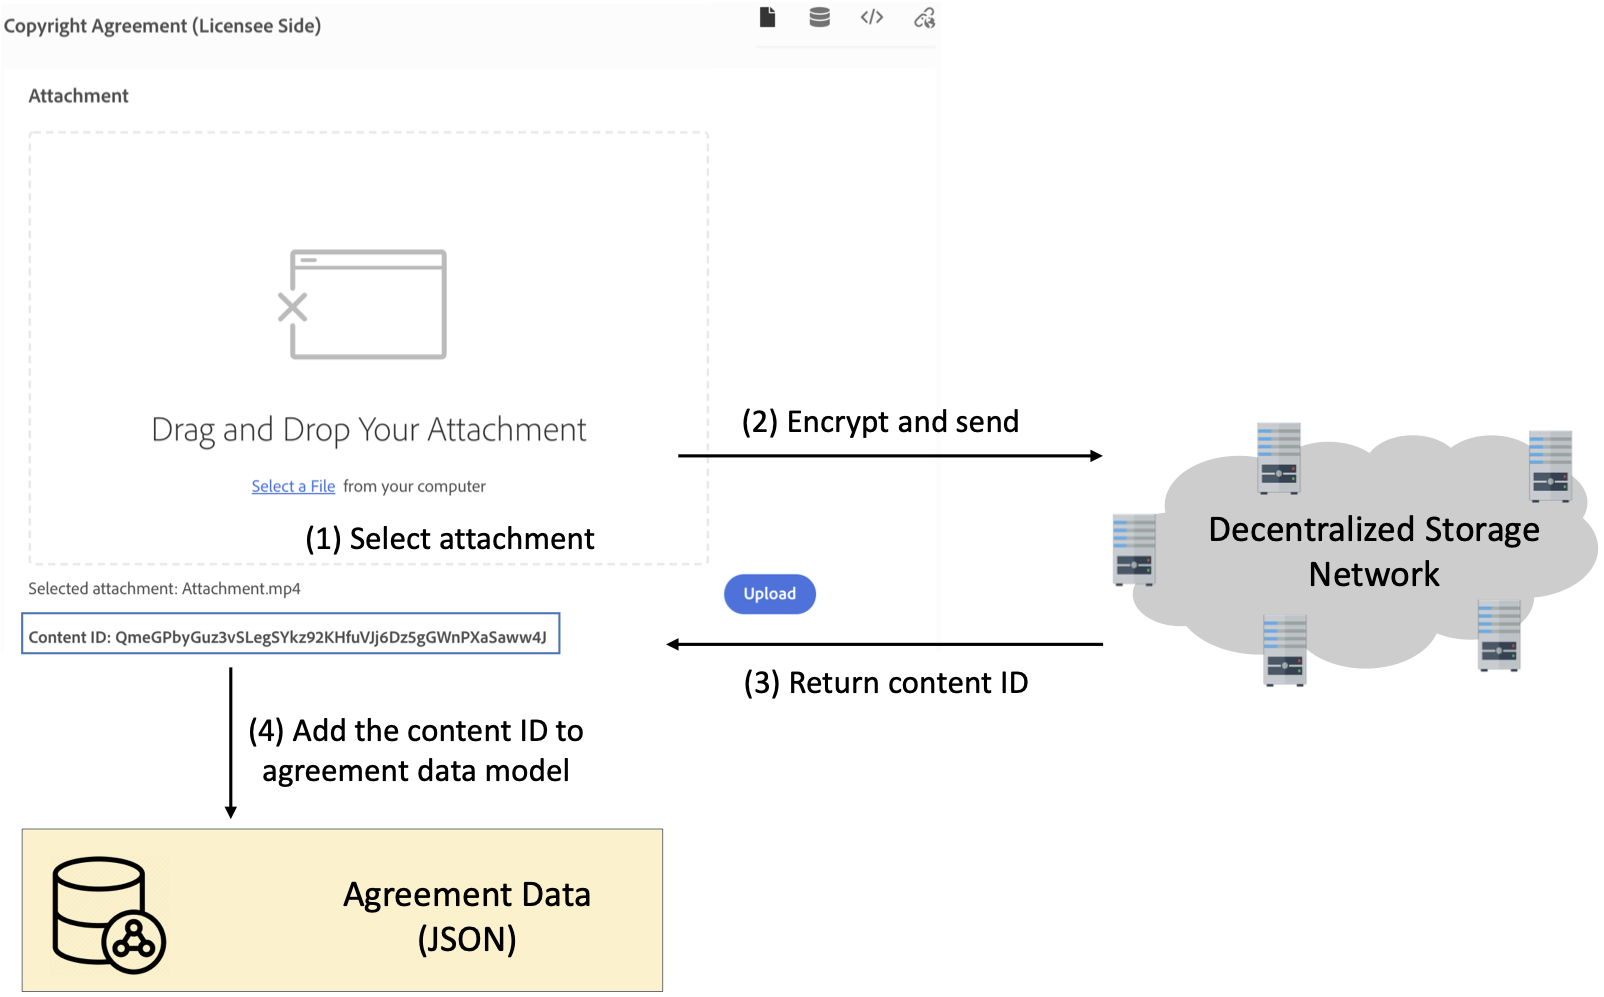 Copyright Agreement (Licensee Side)
</>
Attachment
Drag and Drop Your Attachment
Select a File from your computer
(1) Select attachment
Selected attachment: Attachment.mp4
Upload
Content ID: QmeGPbyGuz3vSLegSYkz92KHfuVJj6Dz5gGWnPXaSaww4J
(2) Encrypt and send
Decentralized Storage
Network
(3) Return content ID
(4) Add the content ID to
agreement data model
Agreement Data
(JSON)